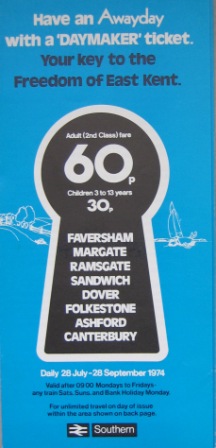 Have an Awayday
with a 'DAYMAKER' ticket.
Your key to the
Freedom of East Kent.
Adult (2nd Class) fare
60p
Children 3 to 13 years
30p
FAVERSHAM
MARGATE
RAMSGATE
SANDWICH
DOVER
FOLKESTONE
ASHFORD
CANTERBURY
Daily 28 July-28 September 1974
Valid after 09 00 Mondays to Fridays-
any train Sats, Suns, and Bank Holiday Monday.
For unlimited travel on day of issue
within the area shown on back page.
Southern